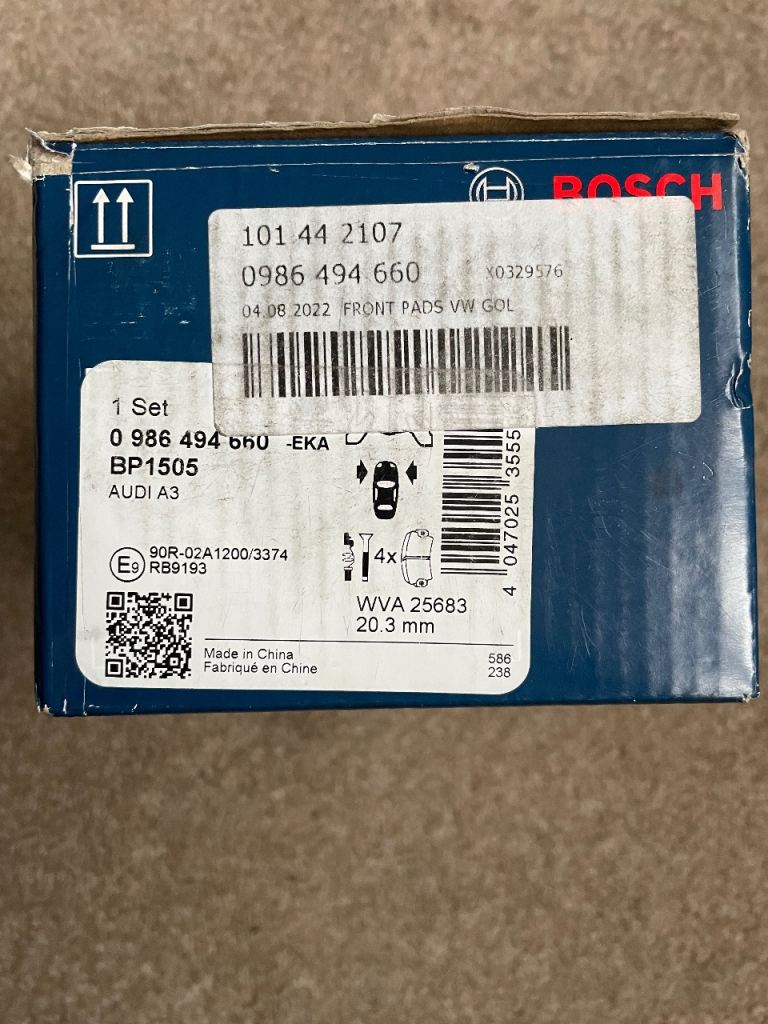 BOSCH
101 44 2107
0986 494 660 X0329576
04.08.2022 FRONT PADS VW GOL
1 Set
0 986 494 660 -EKA
BP1505
AUDI A3
E9 90R-02A1200/3374
RB9193
4x
WVA 25683
20.3 mm
Made in China
Fabriqué en Chine
586
238
4 047025 3555